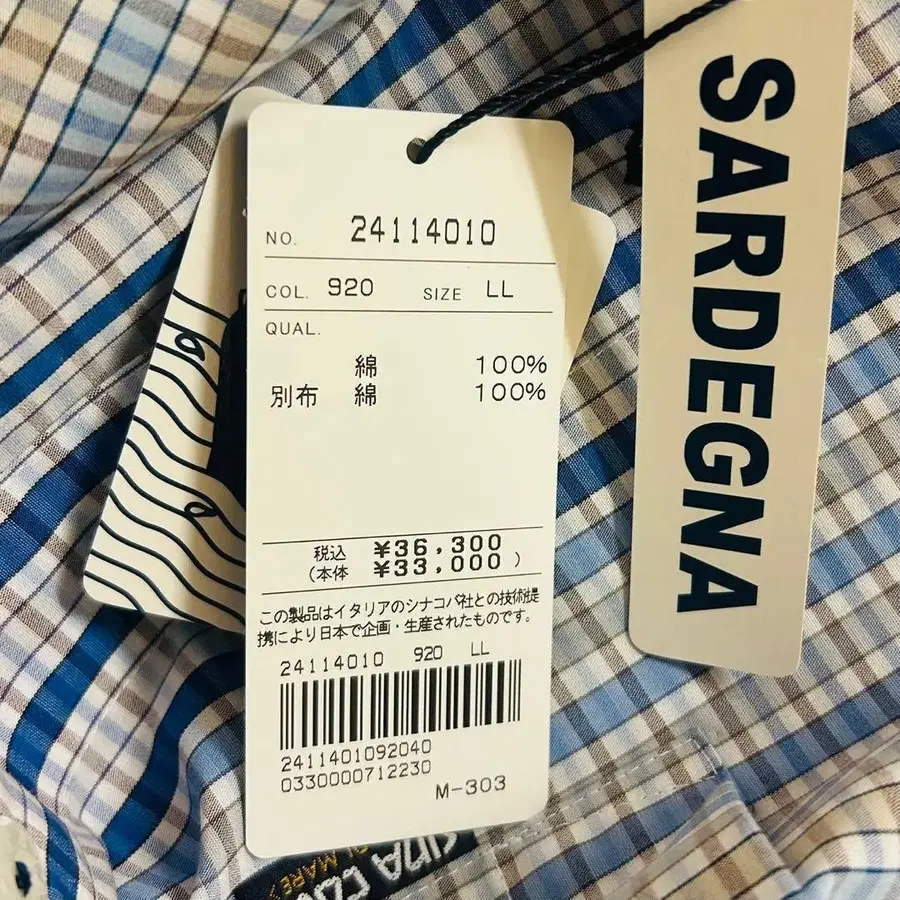 SARDEGNA
NO. 24114010
COL. 920 SIZE LL
QUAL.
綿 100%
別布 綿 100%
税込 ¥36,300
(本体 ¥33,000)
この製品はイタリアのシナコバ社との技術提
携により日本で企画・生産されたものです。
24114010 920 LL
2411401092040
0330000712230
M-303